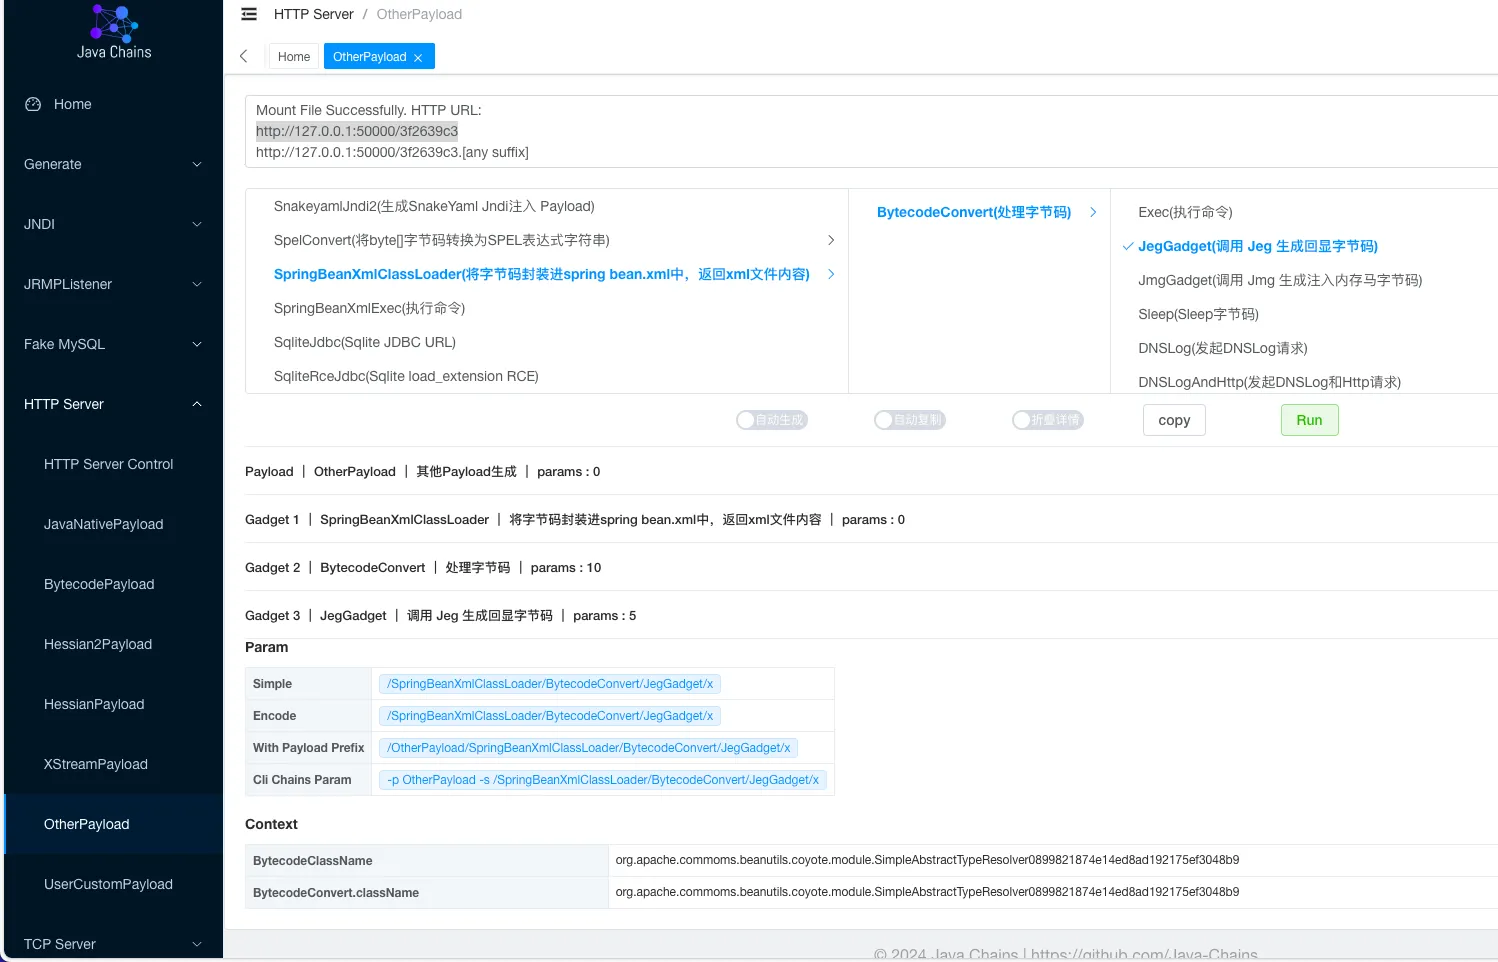 Java Chains
HTTP Server / OtherPayload
Home
OtherPayload
Home
Generate
JNDI
JRMPListener
Fake MySQL
HTTP Server
HTTP Server Control
JavaNativePayload
BytecodePayload
Hessian2Payload
HessianPayload
XStreamPayload
OtherPayload
UserCustomPayload
TCP Server
Mount File Successfully. HTTP URL:
http://127.0.0.1:50000/3f2639c3
http://127.0.0.1:50000/3f2639c3.[any suffix]
SnakeyamlJndi2(生成SnakeYaml Jndi注入 Payload)
SpelConvert(将byte[]字节码转换为SPEL表达式字符串)
SpringBeanXmlClassLoader(将字节码封装进spring bean.xml中，返回xml文件内容)
SpringBeanXmlExec(执行命令)
SqliteJdbc(Sqlite JDBC URL)
SqliteRceJdbc(Sqlite load_extension RCE)
BytecodeConvert(处理字节码)
Exec(执行命令)
JegGadget(调用 Jeg 生成回显字节码)
JmgGadget(调用 Jmg 生成注入内存马字节码)
Sleep(Sleep字节码)
DNSLog(发起DNSLog请求)
DNSLogAndHttp(发起DNSLog和Http请求)
自动生成
自动复制
折叠详情
copy
Run
Payload | OtherPayload | 其他Payload生成 | params : 0
Gadget 1 | SpringBeanXmlClassLoader | 将字节码封装进spring bean.xml中，返回xml文件内容 | params : 0
Gadget 2 | BytecodeConvert | 处理字节码 | params : 10
Gadget 3 | JegGadget | 调用 Jeg 生成回显字节码 | params : 5
Param
Simple /SpringBeanXmlClassLoader/BytecodeConvert/JegGadget/x
Encode /SpringBeanXmlClassLoader/BytecodeConvert/JegGadget/x
With Payload Prefix /OtherPayload/SpringBeanXmlClassLoader/BytecodeConvert/JegGadget/x
Cli Chains Param -p OtherPayload -s /SpringBeanXmlClassLoader/BytecodeConvert/JegGadget/x
Context
BytecodeClassName org.apache.commoms.beanutils.coyote.module.SimpleAbstractTypeResolver0899821874e14ed8ad192175ef3048b9
BytecodeConvert.className org.apache.commoms.beanutils.coyote.module.SimpleAbstractTypeResolver0899821874e14ed8ad192175ef3048b9
© 2024 Java Chains | https://github.com/Java-Chains